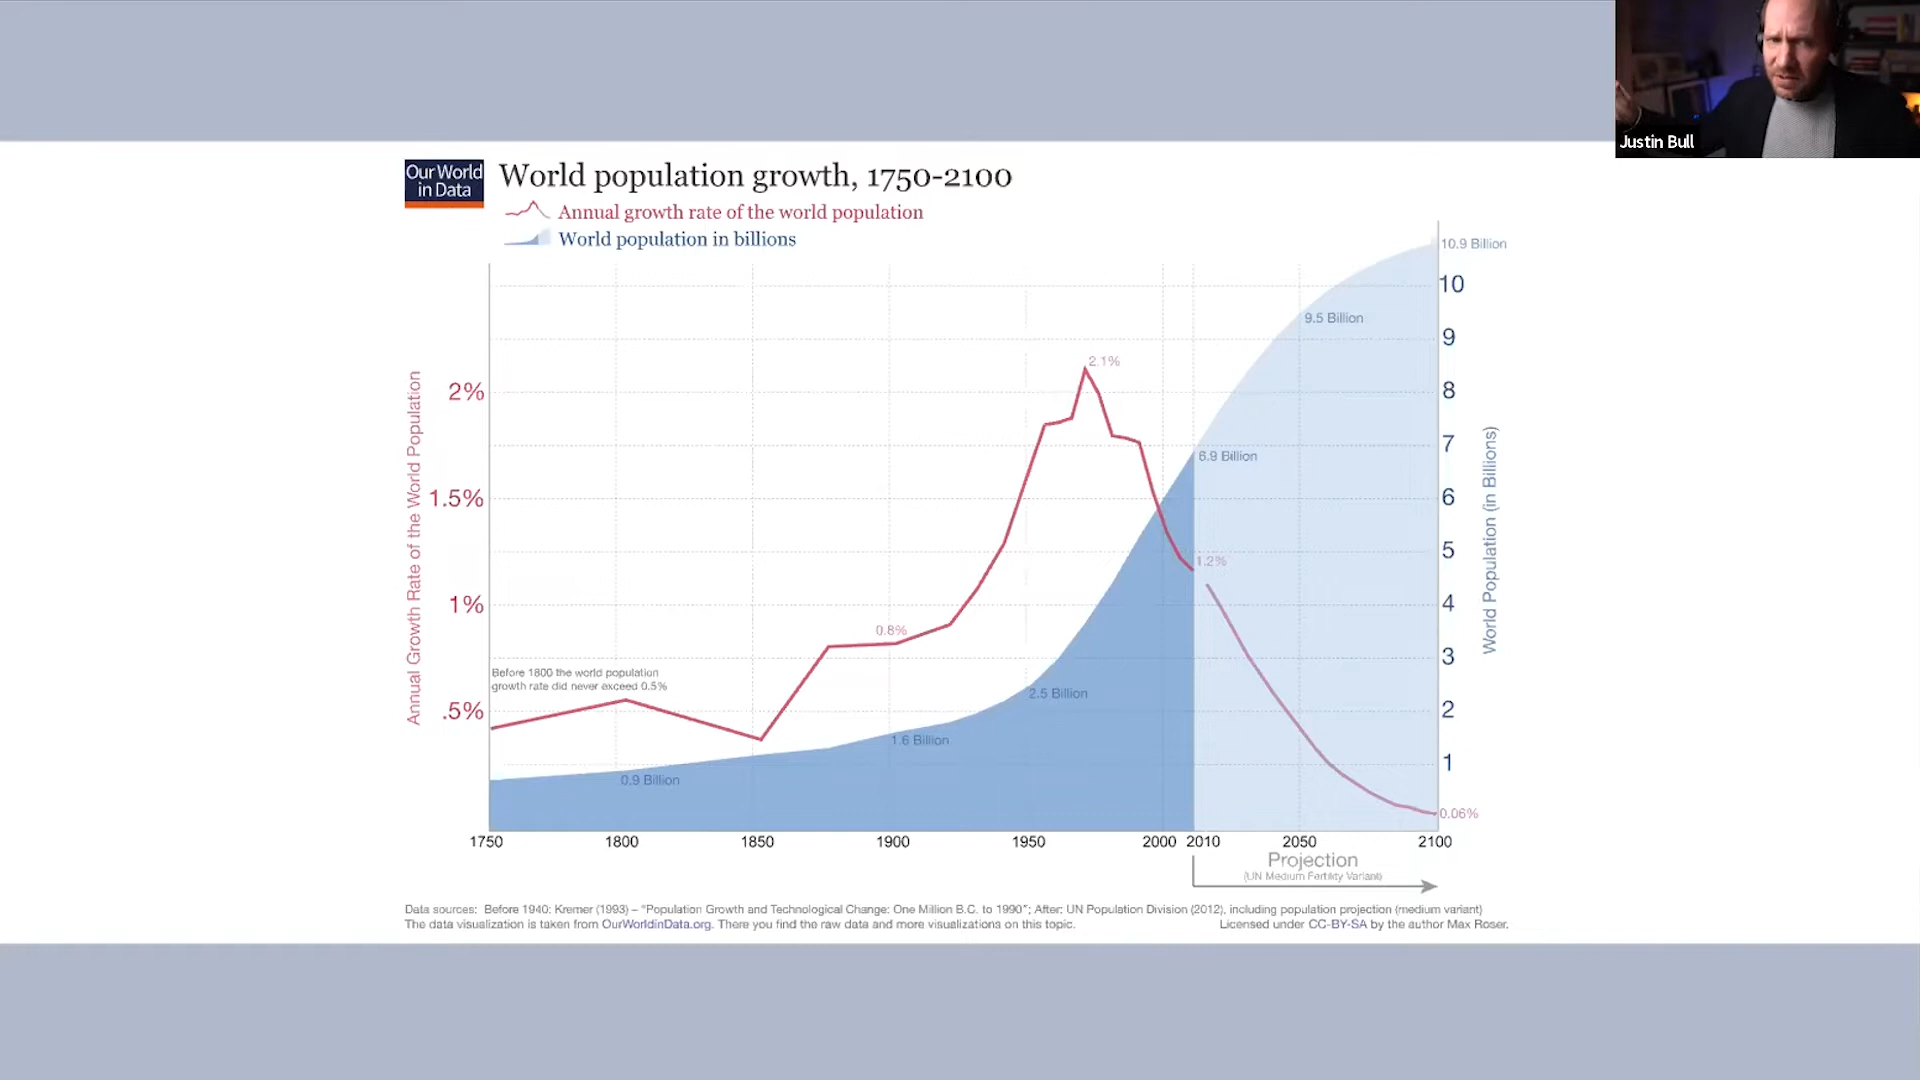 Justin Bull
Our World
in Data
World population growth, 1750-2100
Annual growth rate of the world population
World population in billions
10.9 Billion
10
9.5 Billion
9
2.1%
2%
8
7
6.9 Billion
1.5%
6
5
1.2%
1%
4
0.8%
3
Before 1800 the world population
growth rate did never exceed 0.5%
2.5 Billion
.5%
2
1.6 Billion
1
0.9 Billion
0.06%
Annual Growth Rate of the World Population
World Population (in Billions)
1750 1800 1850 1900 1950 2000 2010 2050 2100
Projection
(UN Medium Fertility Variant)
Data sources: Before 1940: Kremer (1993) – "Population Growth and Technological Change: One Million B.C. to 1990"; After: UN Population Division (2012), including population projection (medium variant)
The data visualization is taken from OurWorldinData.org. There you find the raw data and more visualizations on this topic. Licensed under CC-BY-SA by the author Max Roser.